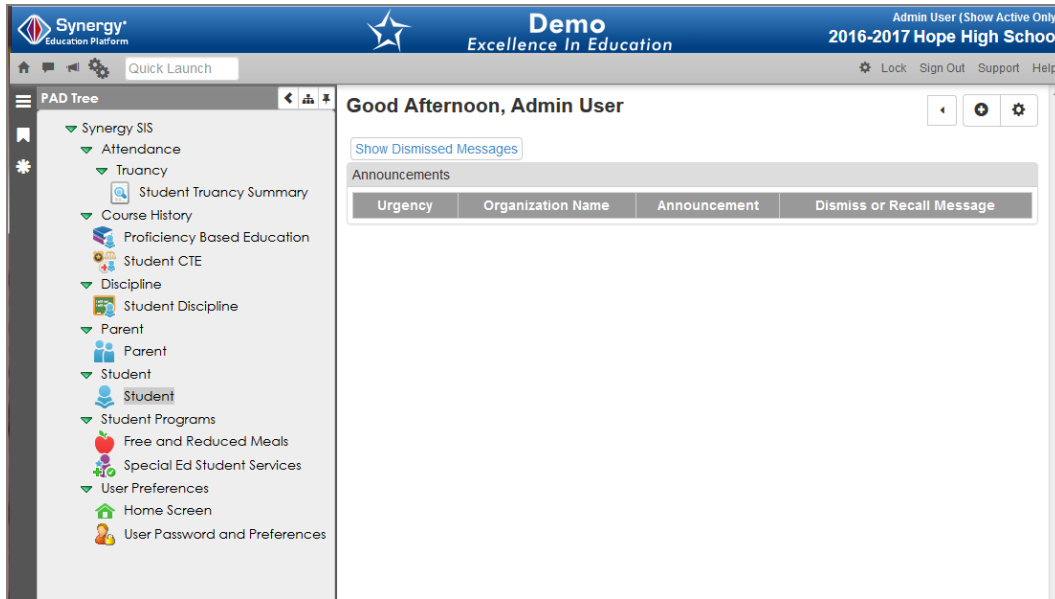 Synergy
Education Platform
Demo
Excellence In Education
Admin User (Show Active Only
2016-2017 Hope High Schoo
Quick Launch
Lock Sign Out Support Help
PAD Tree
Synergy SIS
Attendance
Truancy
Student Truancy Summary
Course History
Proficiency Based Education
Student CTE
Discipline
Student Discipline
Parent
Parent
Student
Student
Student Programs
Free and Reduced Meals
Special Ed Student Services
User Preferences
Home Screen
User Password and Preferences
Good Afternoon, Admin User
Show Dismissed Messages
Announcements
Urgency Organization Name Announcement Dismiss or Recall Message